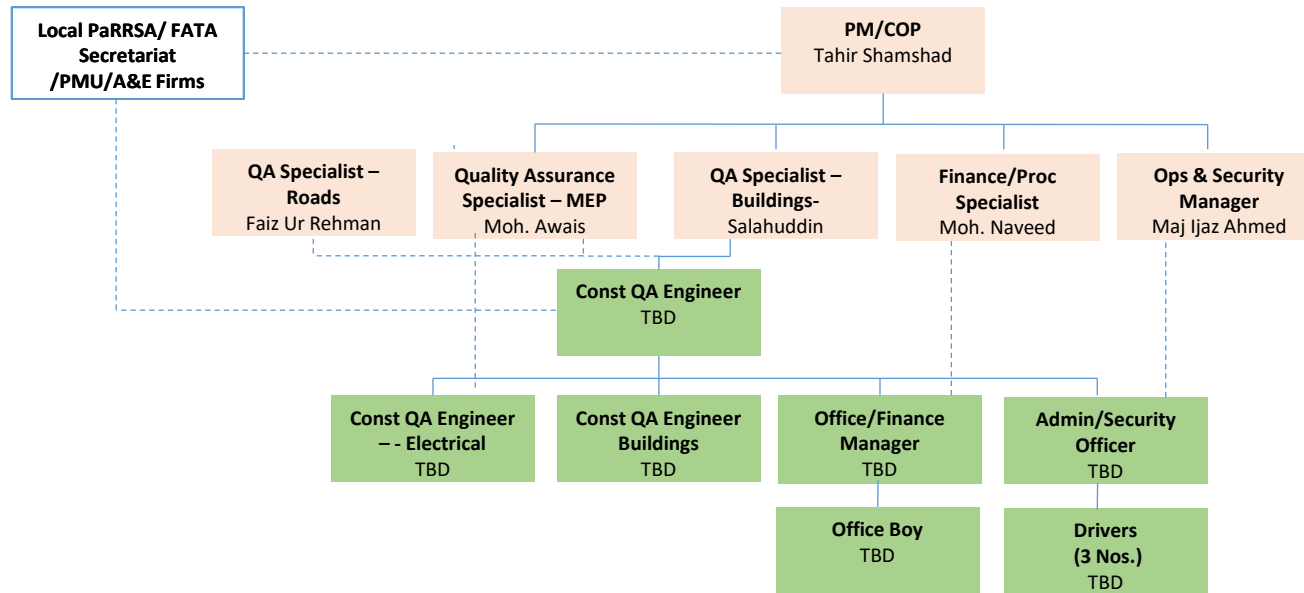 Local PaRRSA/ FATA
Secretariat
/PMU/A&E Firms
PM/COP
Tahir Shamshad
QA Specialist –
Roads
Faiz Ur Rehman
Quality Assurance
Specialist – MEP
Moh. Awais
QA Specialist –
Buildings-
Salahuddin
Finance/Proc
Specialist
Moh. Naveed
Ops & Security
Manager
Maj Ijaz Ahmed
Const QA Engineer
TBD
Const QA Engineer
– - Electrical
TBD
Const QA Engineer
Buildings
TBD
Office/Finance
Manager
TBD
Admin/Security
Officer
TBD
Office Boy
TBD
Drivers
(3 Nos.)
TBD